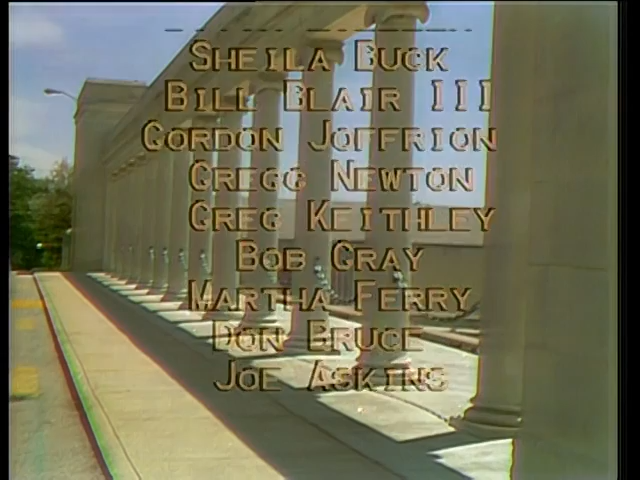 Sheila Buck
Bill Blair III
Gordon Joffrion
Gregg Newton
Greg Keithley
Bob Gray
Martha Ferry
Don Bruce
Joe Askins